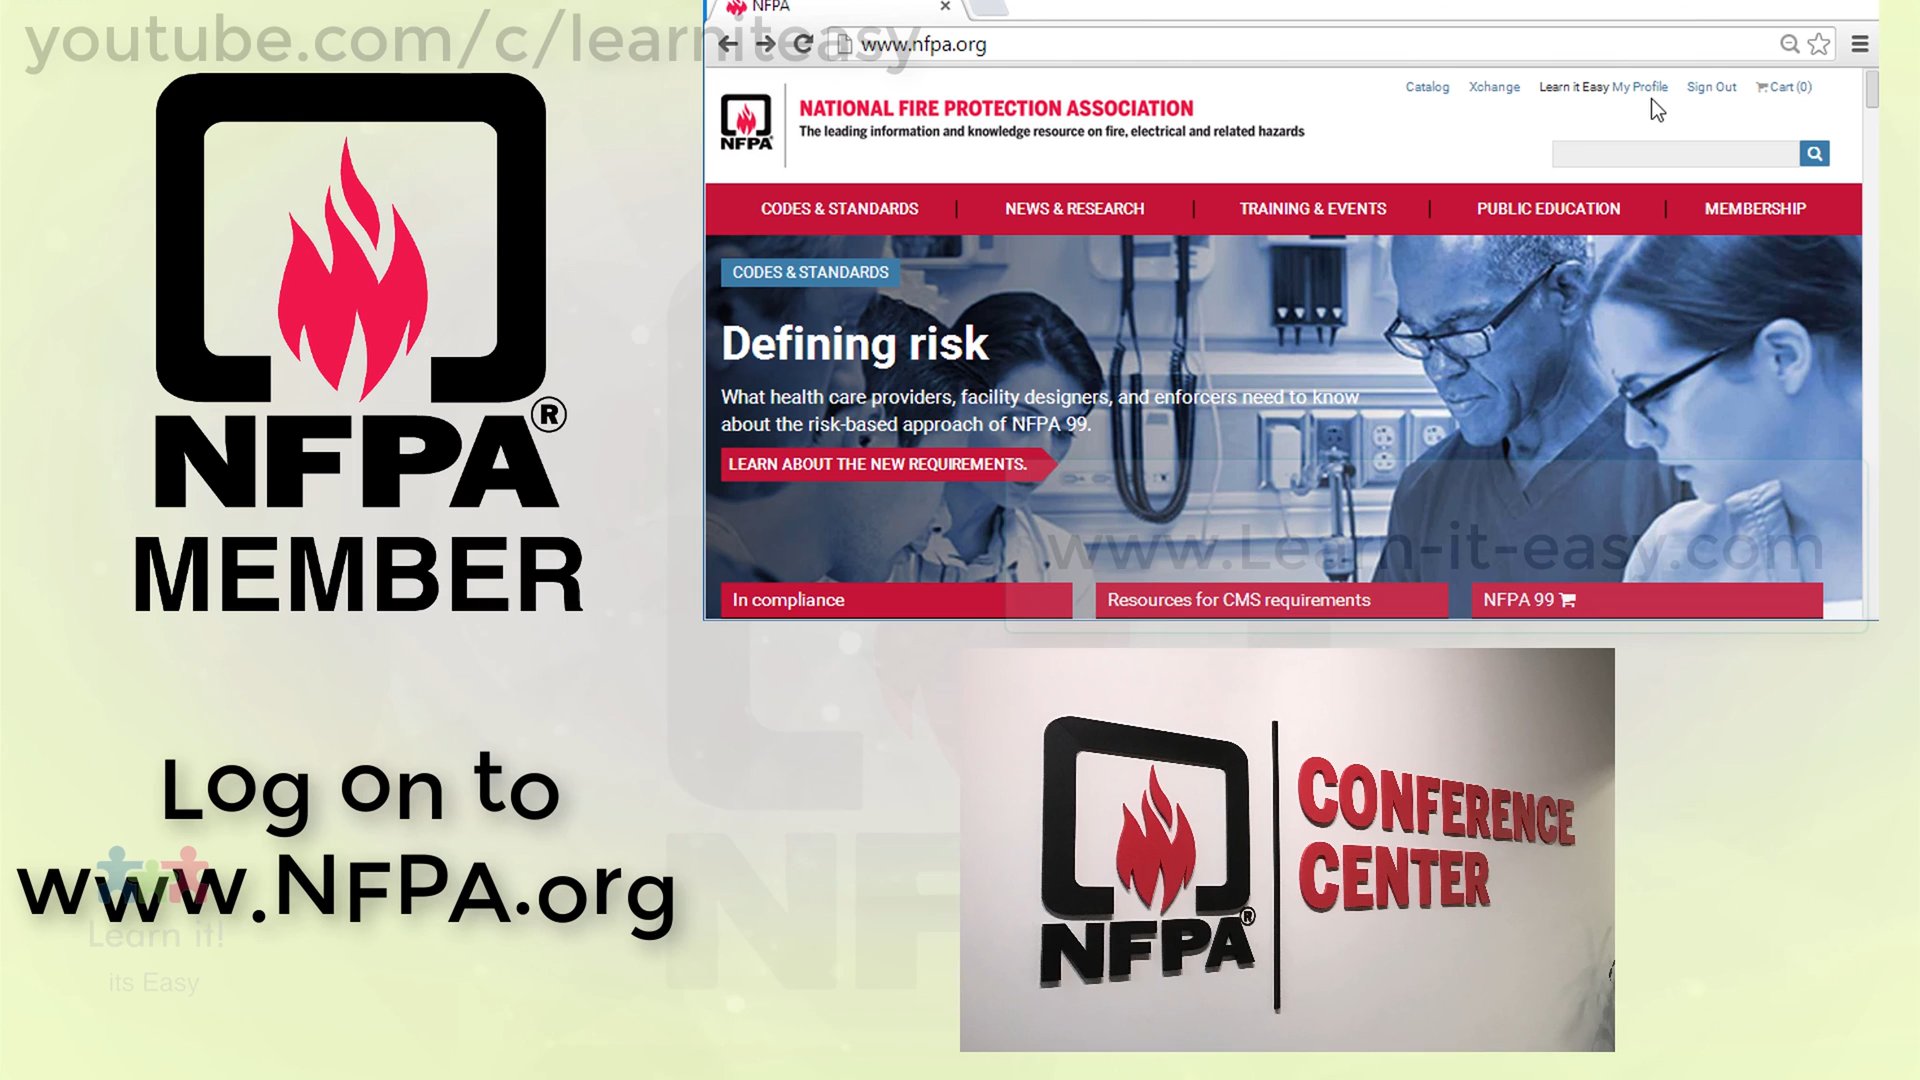 youtube.com/c/learniteasy
NFPA®
MEMBER
Log on to
www.NFPA.org
Learn it!
its Easy
NFPA
www.nfpa.org
Catalog Xchange Learn it Easy My Profile Sign Out Cart (0)
NFPA
NATIONAL FIRE PROTECTION ASSOCIATION
The leading information and knowledge resource on fire, electrical and related hazards
CODES & STANDARDS NEWS & RESEARCH TRAINING & EVENTS PUBLIC EDUCATION MEMBERSHIP
CODES & STANDARDS
Defining risk
What health care providers, facility designers, and enforcers need to know
about the risk-based approach of NFPA 99.
LEARN ABOUT THE NEW REQUIREMENTS.
www.Learn-it-easy.com
In compliance Resources for CMS requirements NFPA 99
NFPA®
CONFERENCE
CENTER
NFPA